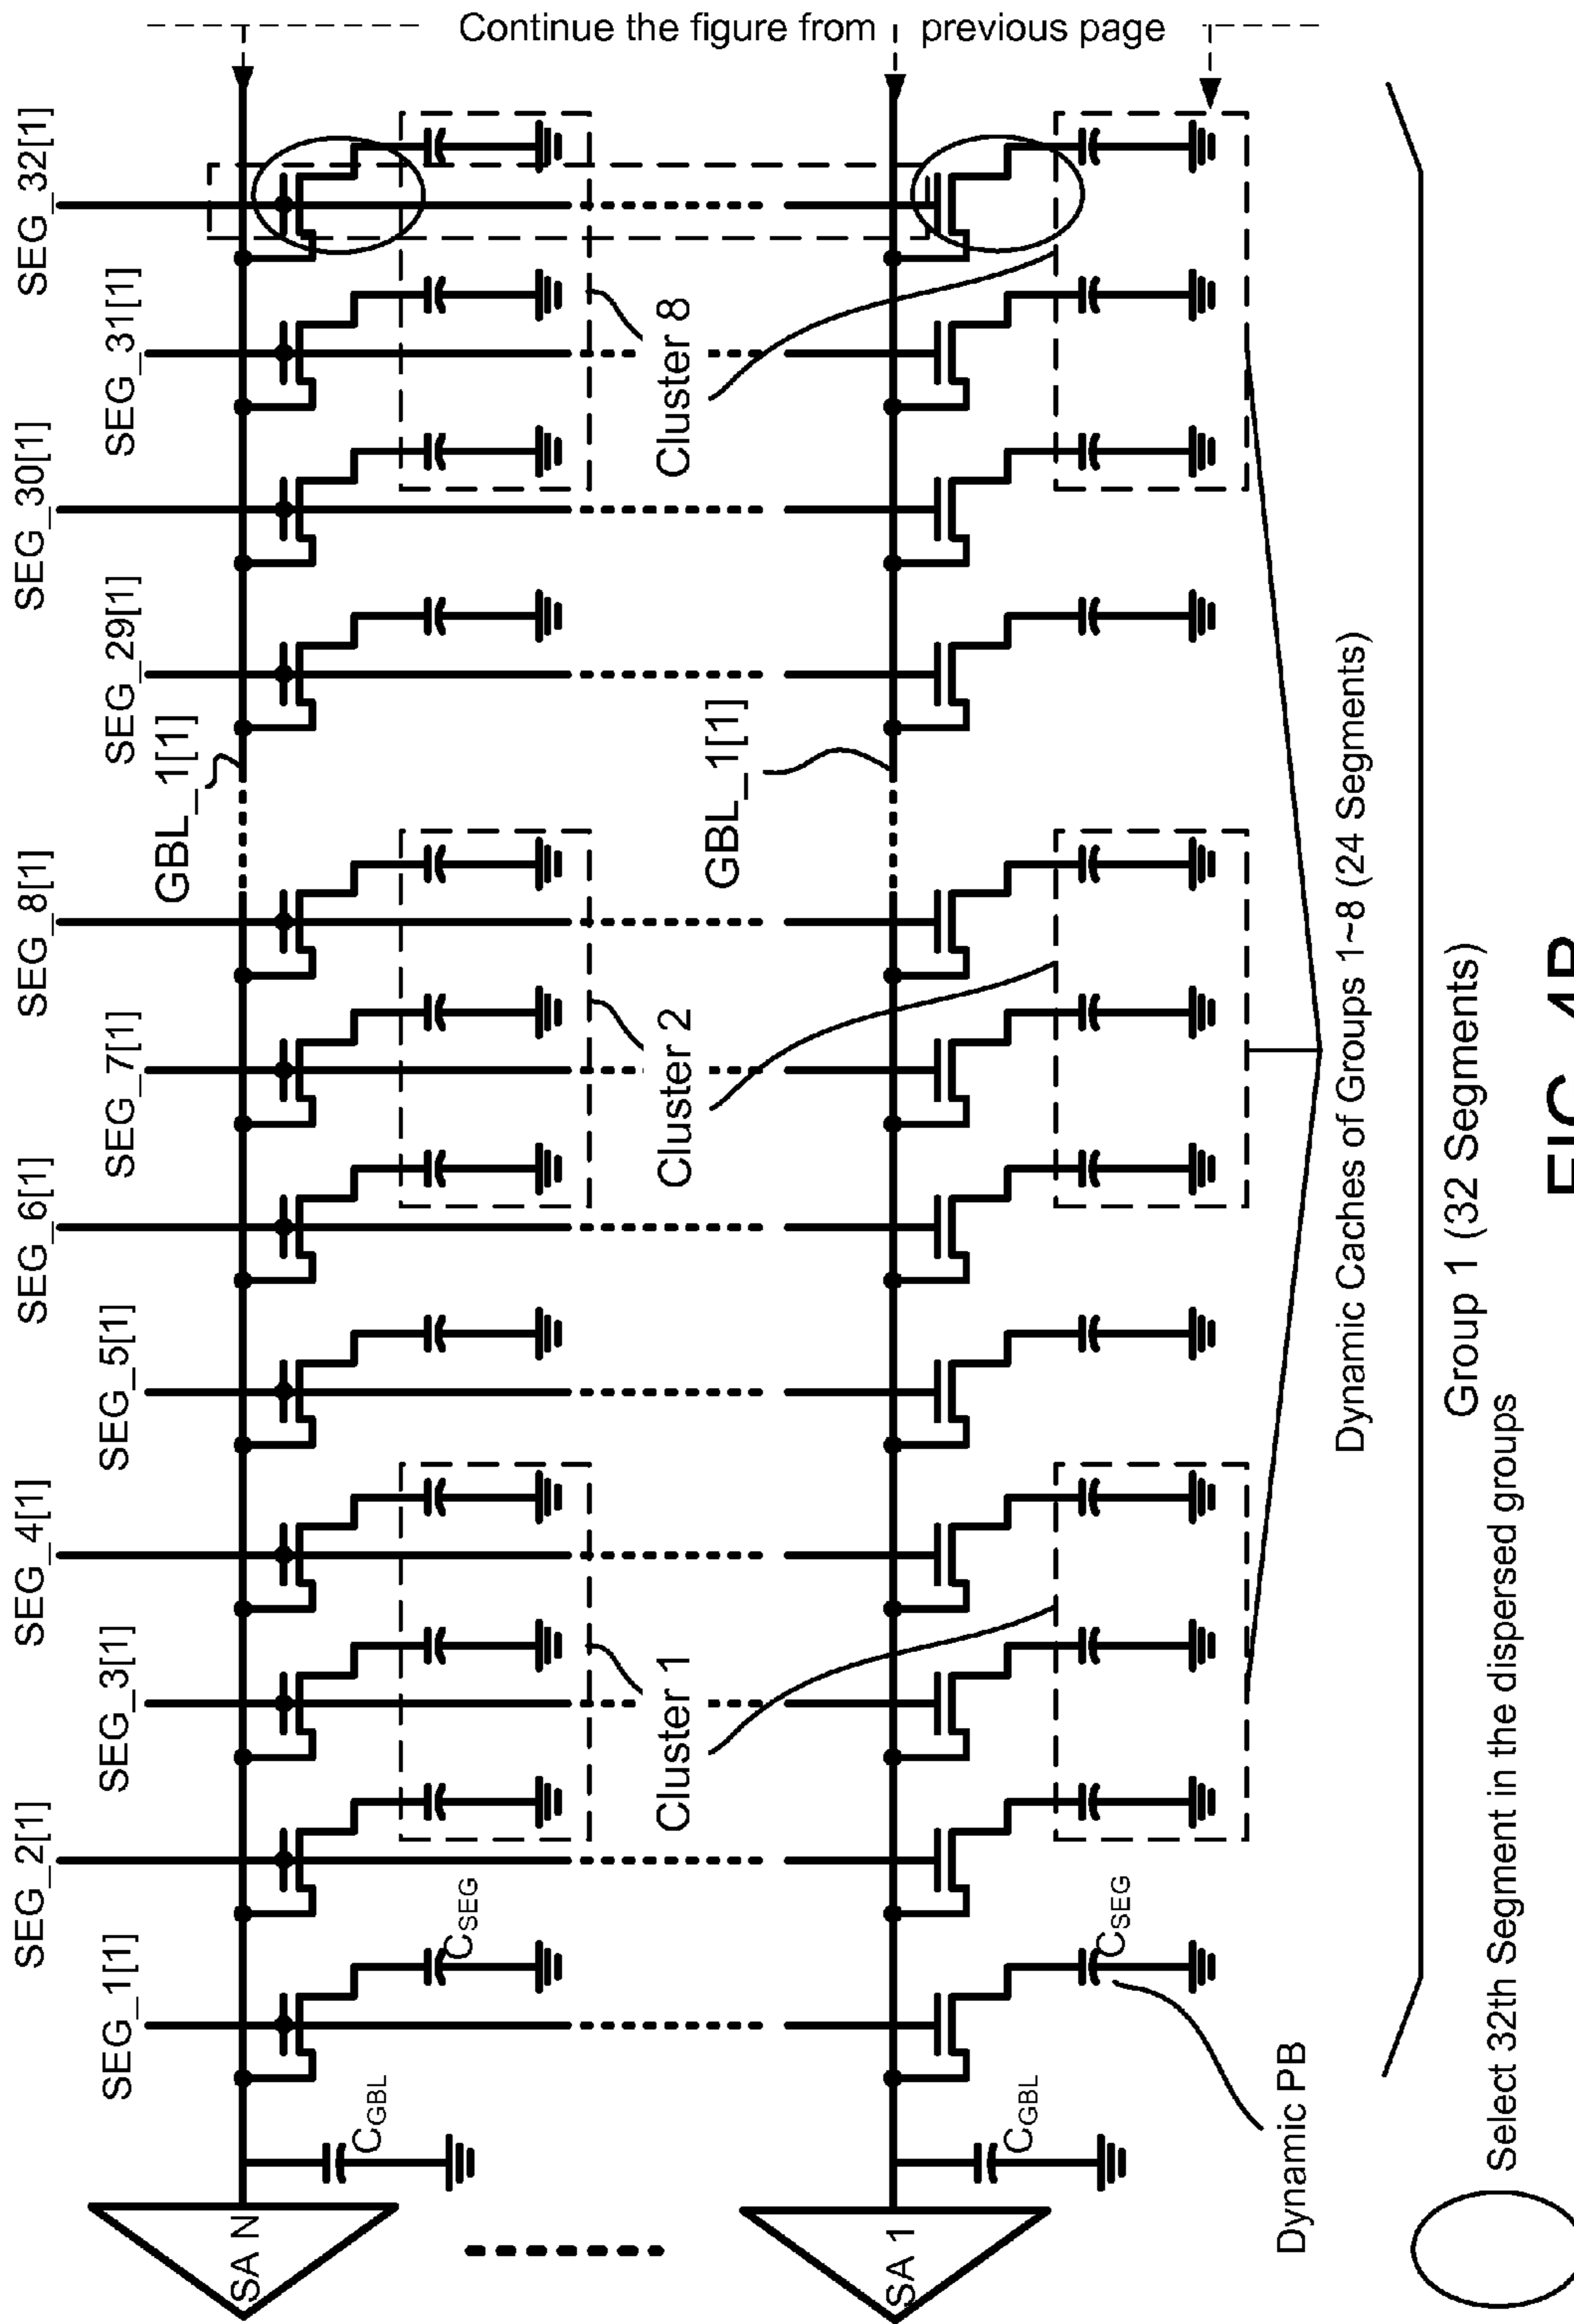 Continue the figure from previous page
SEG_1[1]
SEG_2[1]
SEG_3[1]
SEG_4[1]
SEG_5[1]
SEG_6[1]
SEG_7[1]
SEG_8[1]
SEG_29[1]
SEG_30[1]
SEG_31[1]
SEG_32[1]
GBL_1[1]
SA N
CGBL
CSEG
Cluster 1
Cluster 2
Cluster 8
GBL_1[1]
SA 1
CGBL
CSEG
Dynamic PB
Dynamic Caches of Groups 1~8 (24 Segments)
Group 1 (32 Segments)
Select 32th Segment in the dispersed groups